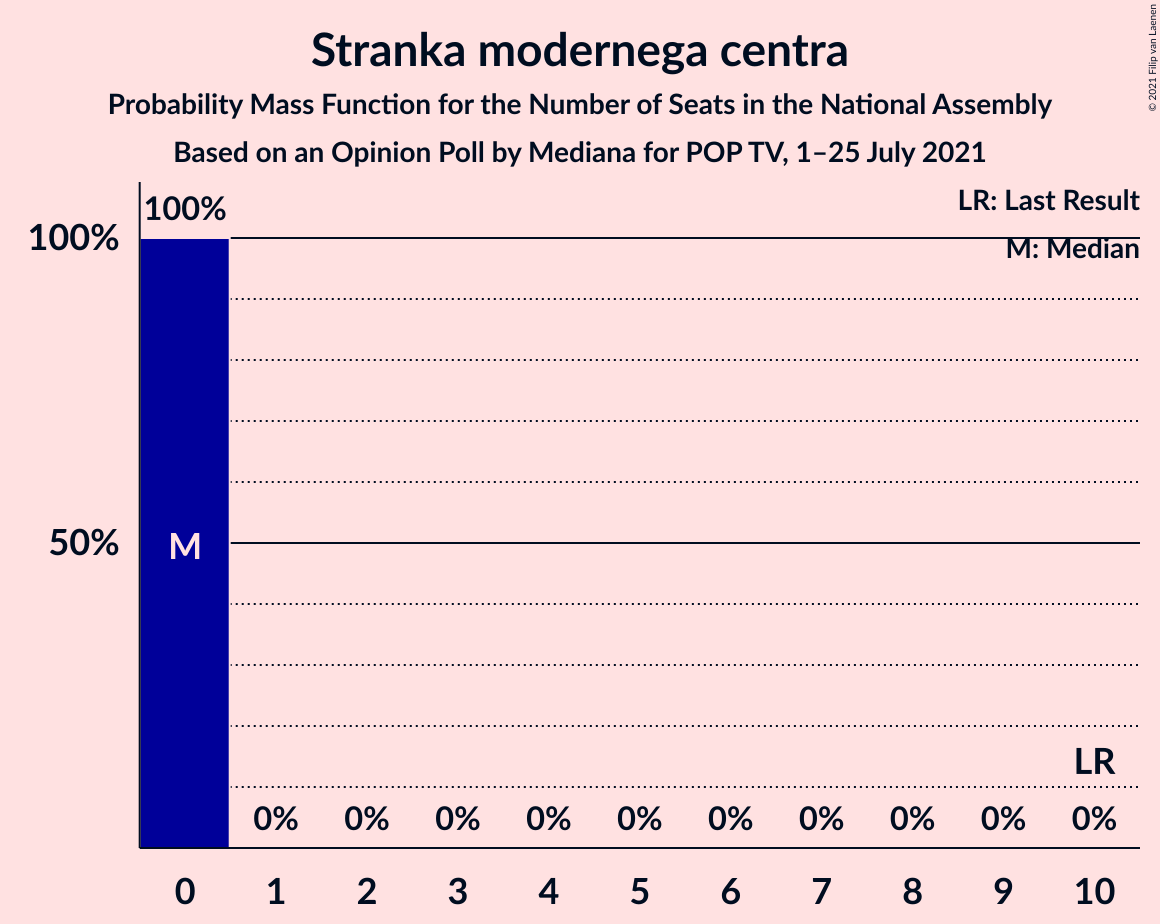 Stranka modernega centra
Probability Mass Function for the Number of Seats in the National Assembly
Based on an Opinion Poll by Mediana for POP TV, 1–25 July 2021
© 2021 Filip van Laenen
LR: Last Result
M: Median
100%
100%
50%
M
LR
0% 0% 0% 0% 0% 0% 0% 0% 0% 0%
0 1 2 3 4 5 6 7 8 9 10